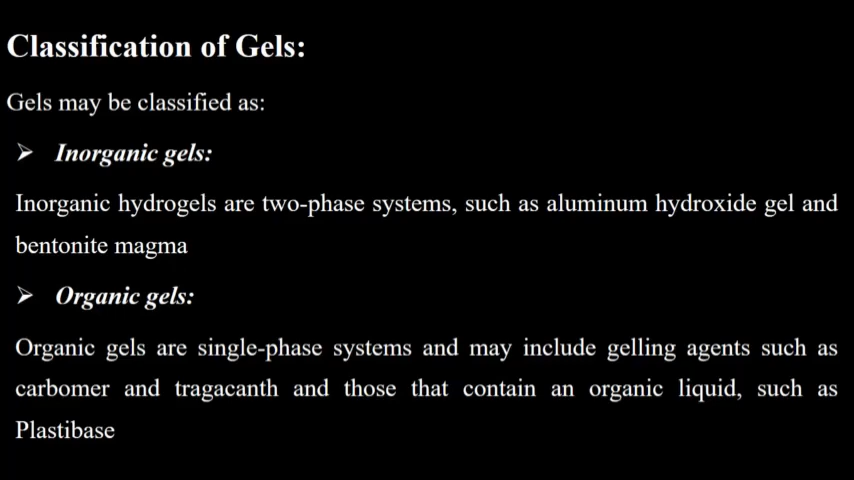 Classification of Gels:
Gels may be classified as:
➢ Inorganic gels:
Inorganic hydrogels are two-phase systems, such as aluminum hydroxide gel and
bentonite magma
➢ Organic gels:
Organic gels are single-phase systems and may include gelling agents such as
carbomer and tragacanth and those that contain an organic liquid, such as
Plastibase